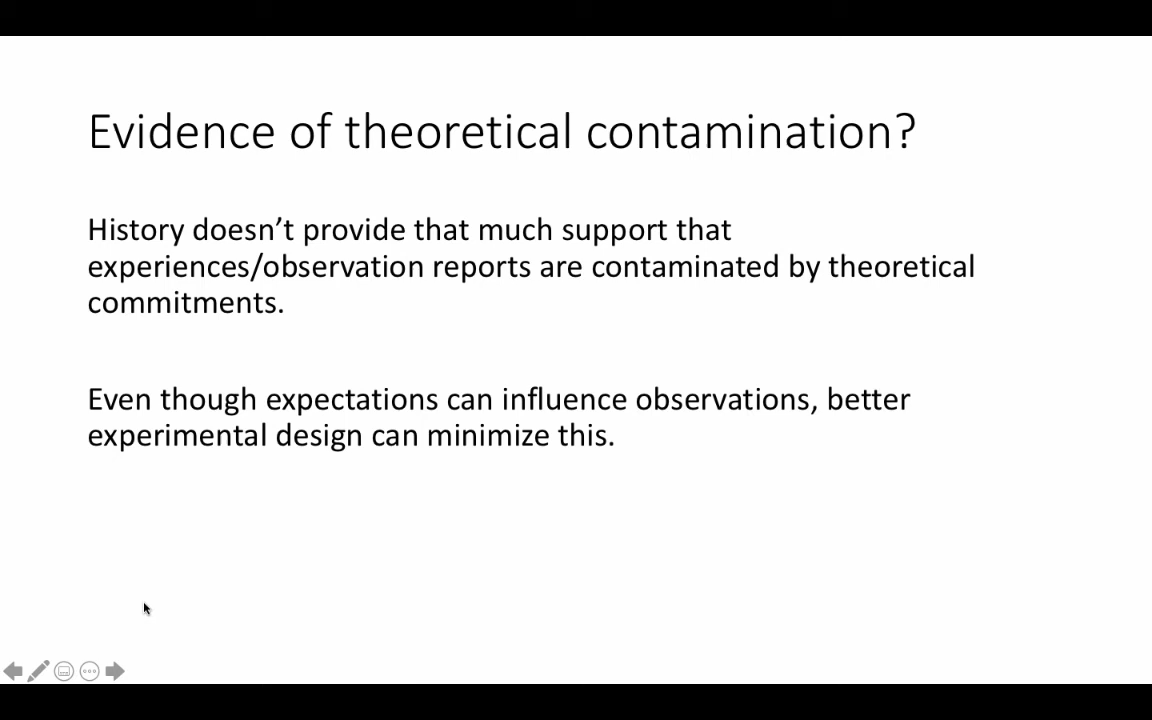 Evidence of theoretical contamination?
History doesn’t provide that much support that
experiences/observation reports are contaminated by theoretical
commitments.
Even though expectations can influence observations, better
experimental design can minimize this.